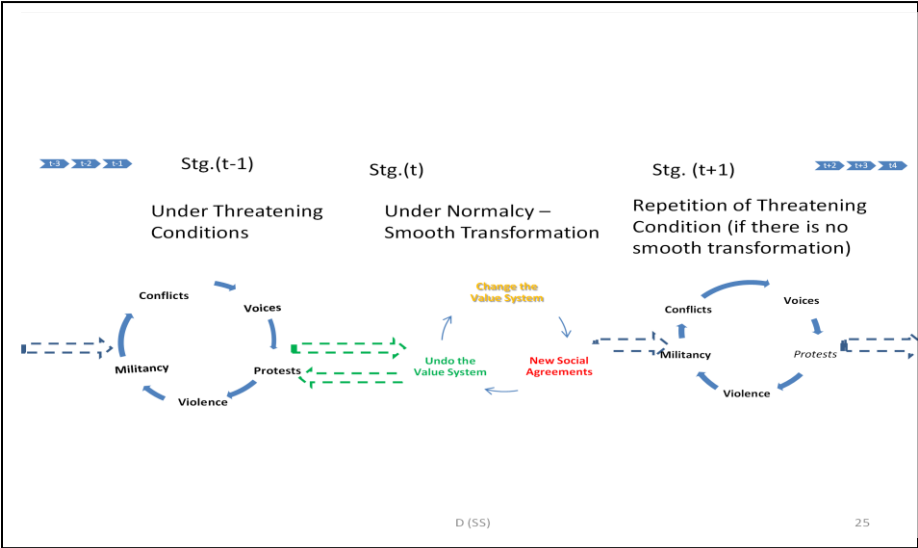 t-3 t-2 t-1
Stg.(t-1)
Under Threatening
Conditions
Conflicts
Voices
Protests
Violence
Militancy
Stg.(t)
Under Normalcy –
Smooth Transformation
Change the
Value System
New Social
Agreements
Undo the
Value System
Stg. (t+1)
Repetition of Threatening
Condition (if there is no
smooth transformation)
Conflicts
Voices
Protests
Violence
Militancy
t+2 t+3 t4
D (SS)
25